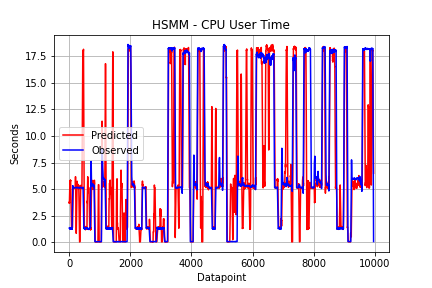 HSMM - CPU User Time
Seconds
17.5
15.0
12.5
10.0
7.5
5.0
2.5
0.0
Predicted
Observed
0 2000 4000 6000 8000 10000
Datapoint